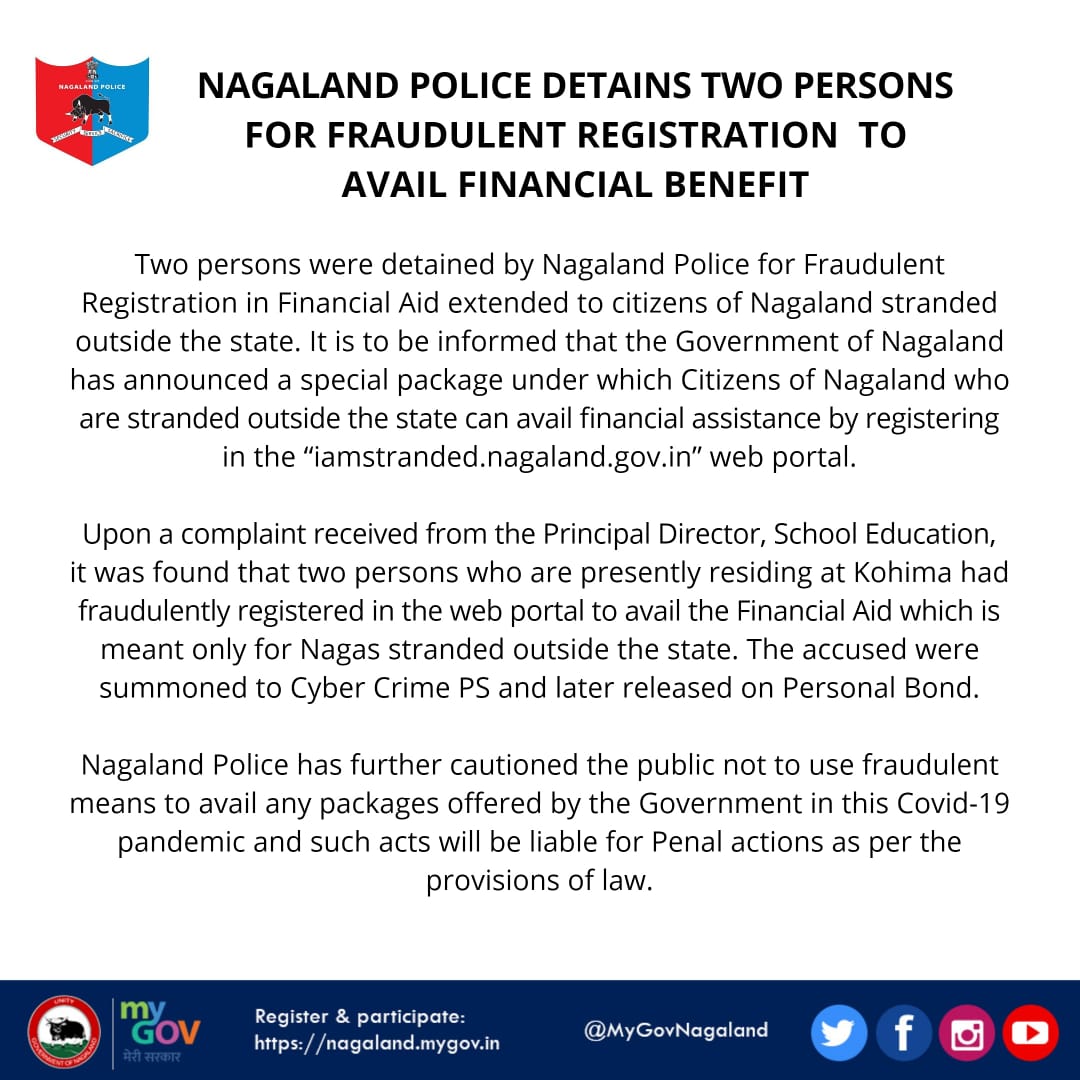 NAGALAND POLICE
SECURITY SERVICE SACRIFICE
NAGALAND POLICE DETAINS TWO PERSONS
FOR FRAUDULENT REGISTRATION TO
AVAIL FINANCIAL BENEFIT
Two persons were detained by Nagaland Police for Fraudulent
Registration in Financial Aid extended to citizens of Nagaland stranded
outside the state. It is to be informed that the Government of Nagaland
has announced a special package under which Citizens of Nagaland who
are stranded outside the state can avail financial assistance by registering
in the “iamstranded.nagaland.gov.in” web portal.
Upon a complaint received from the Principal Director, School Education,
it was found that two persons who are presently residing at Kohima had
fraudulently registered in the web portal to avail the Financial Aid which is
meant only for Nagas stranded outside the state. The accused were
summoned to Cyber Crime PS and later released on Personal Bond.
Nagaland Police has further cautioned the public not to use fraudulent
means to avail any packages offered by the Government in this Covid-19
pandemic and such acts will be liable for Penal actions as per the
provisions of law.
UNITY
GOVERNMENT OF NAGALAND
my
GOV
मेरी सरकार
Register & participate:
https://nagaland.mygov.in
@MyGovNagaland